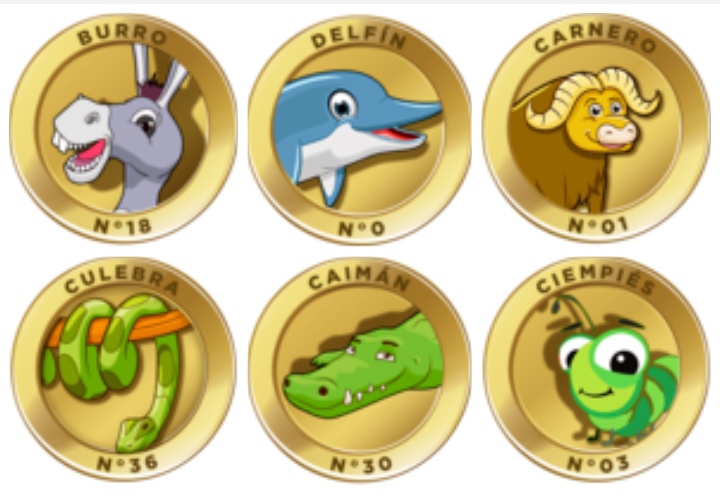 BURRO
N°18
DELFÍN
N°0
CARNERO
N°01
CULEBRA
N°36
CAIMÁN
N°30
CIEMPIÉS
N°03